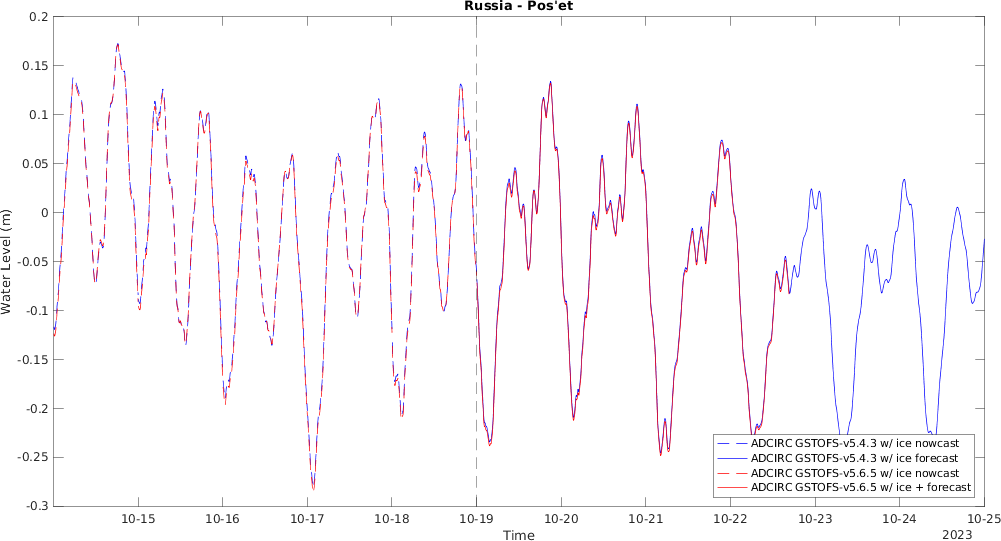 Russia - Pos'et
Water Level (m)
0.2
0.15
0.1
0.05
0
-0.05
-0.1
-0.15
-0.2
-0.25
-0.3
ADCIRC GSTOFS-v5.4.3 w/ ice nowcast
ADCIRC GSTOFS-v5.4.3 w/ ice forecast
ADCIRC GSTOFS-v5.6.5 w/ ice nowcast
ADCIRC GSTOFS-v5.6.5 w/ ice + forecast
10-15 10-16 10-17 10-18 10-19 10-20 10-21 10-22 10-23 10-24 10-25
Time
2023